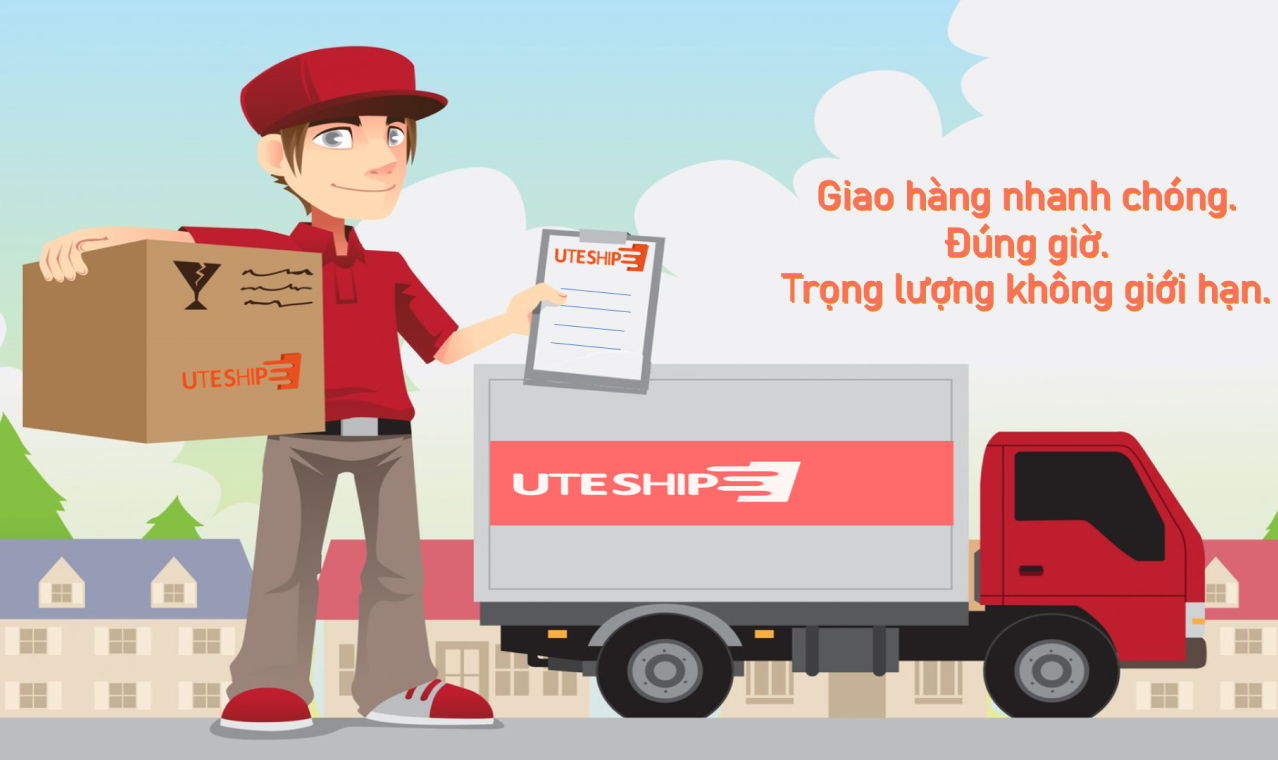 Giao hàng nhanh chóng.
Đúng giờ.
Trọng lượng không giới hạn.
UTESHIP
UTESHIP
UTESHIP